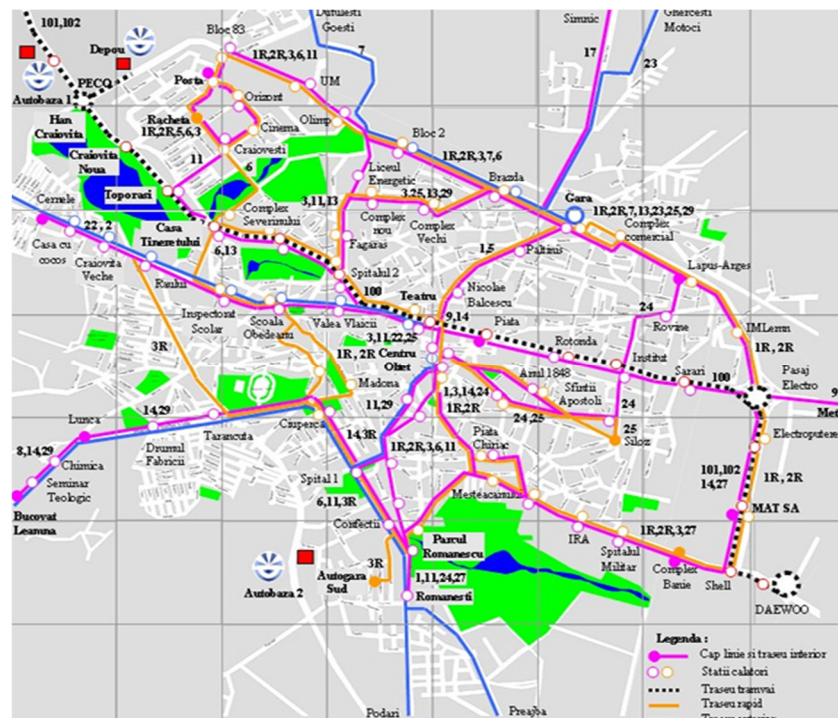 Dutulesti
Goesti
Simnic
Ghercesti
Motoci
101,102
Bloc 83
Depou
1R,2R,3,6,11
7
17
23
PECO
Posta
UM
Autobaza 1
Orizont
Racheta
1R,2R,5,6,3
Cinema
Olimp
Han
Craiovita
Craiovesti
Bloc 2
1R,2R,3,7,6
Craiovita
Noua
11
6
Liceul
Energetic
Brazda
Toporasi
3.25,13,29
Gara
Cernele
Complex
Severinului
3,11,13
Complex
nou
Complex
Vechi
1R,2R,7,13,23,25,29
Complex
comercial
22 , 2
Casa
Tineretului
Casa cu
cocos
Craiovita
Veche
6,13
Fagaras
1,5
Paltinis
Raului
Spitalul 2
Lapus-Arges
100
Nicolae
Balcescu
Teatru
Inspectorat
Scolar
Scoala
Obedeanu
Valea Vlaicii
9,14
Piata
24
Rovine
IMLemn
3R
1R , 2R
3,11,22,25
Centru
Obret
Rotonda
Institut
Sarari
100
1R , 2R
Pasaj
Electro
Madona
Anul 1848
Sfintii
Apostoli
9
Met
Lunca
14,29
Ciuperca
11,29
1,3,14,24
1R,2R
24,25
24
25
Siloz
Electroputere
8,14,29
Drumul
Fabricii
Tarancuta
14,3R
Piata
Chiriac
Chimica
1R,2R,3,6,11
Seminar
Teologic
Spital 1
Mesteacanului
101,102
14,27
1R , 2R
Bucovat
Leamna
6,11,3R
Confectii
MAT SA
IRA
1R,2R,3,27
Spitalul
Militar
Parcul
Romanescu
3R
Autogara
Sud
Autobaza 2
1,11,24,27
Romanesti
Complex
Banie
Shell
DAEWOO
Legenda :
Cap linie si traseu interior
Statii calatori
Traseu tramvai
Traseu rapid
Podari
Preajba